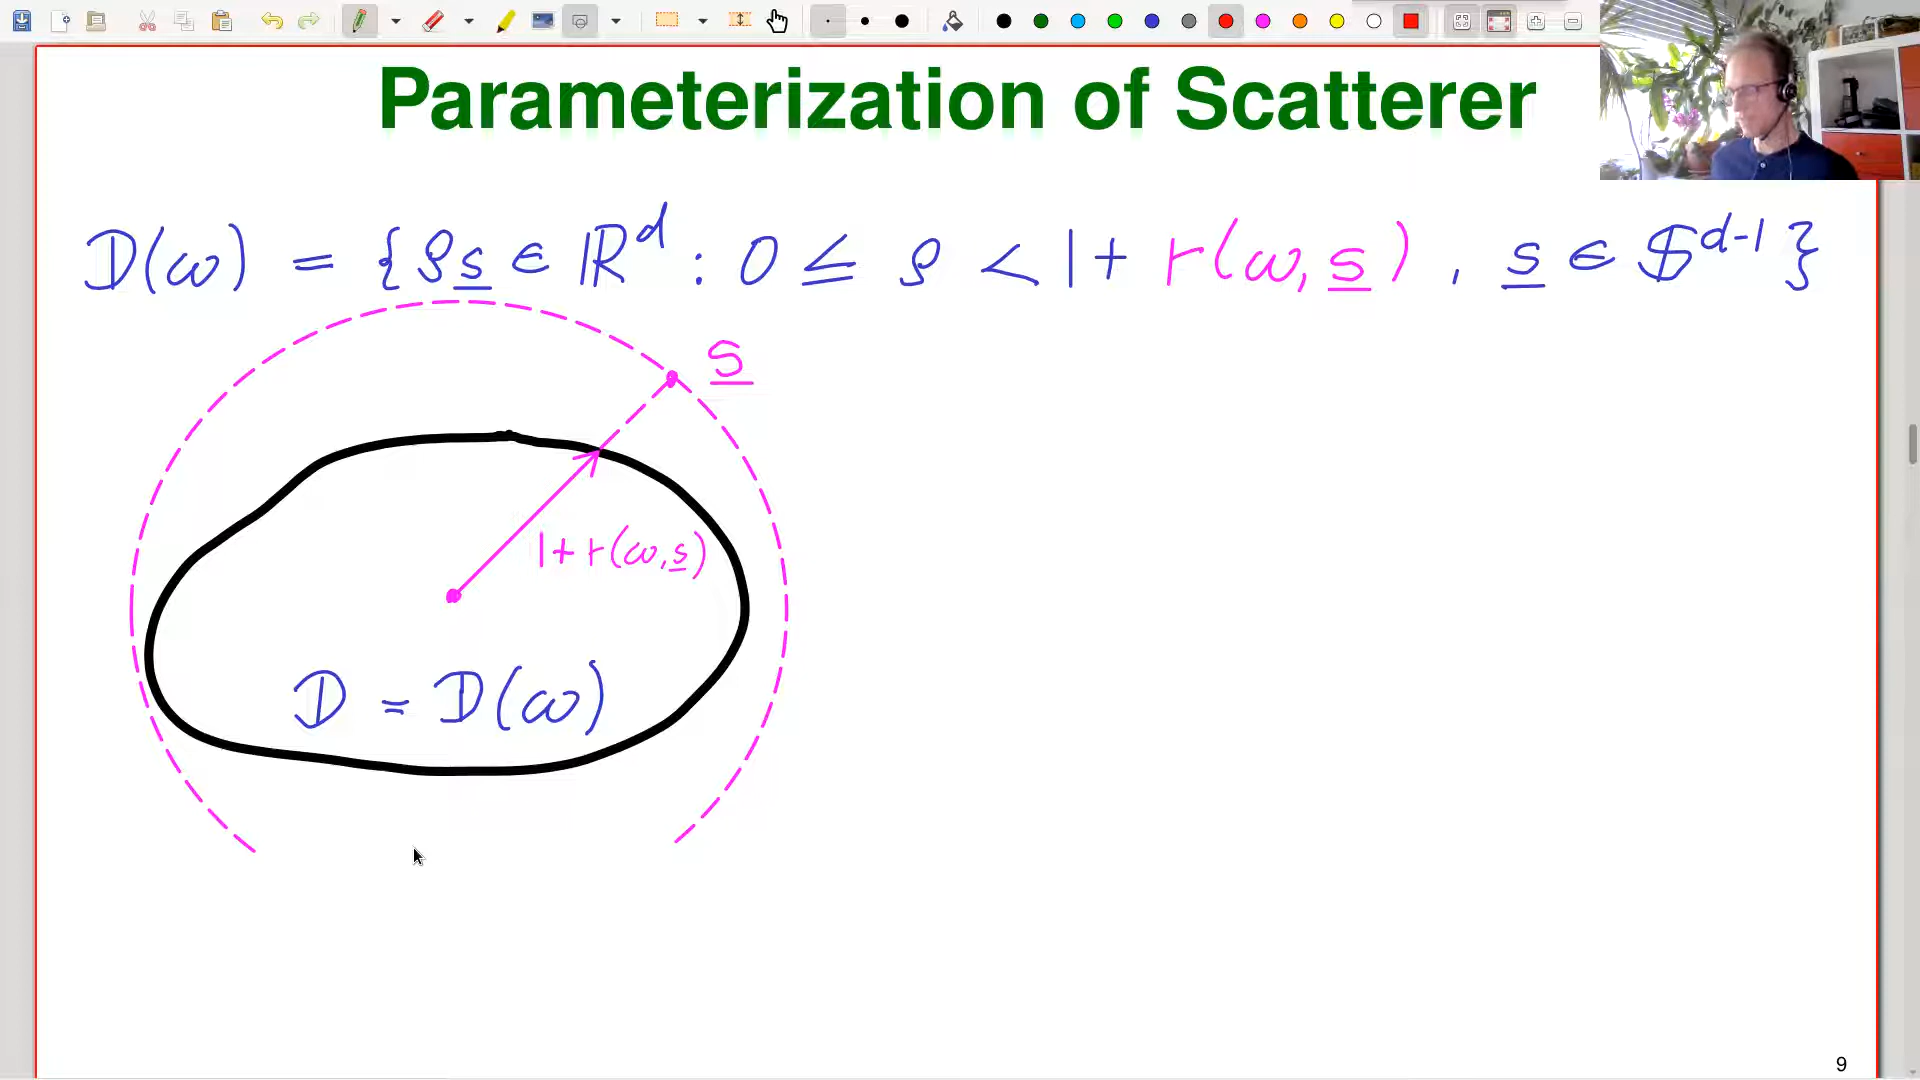 Parameterization of Scatterer
D(ω) = {ρs̲ ∈ ℝ^d : 0 ≤ ρ < 1 + r(ω, s̲), s̲ ∈ 𝕊^{d-1}}
s̲
1 + r(ω, s̲)
D = D(ω)
9